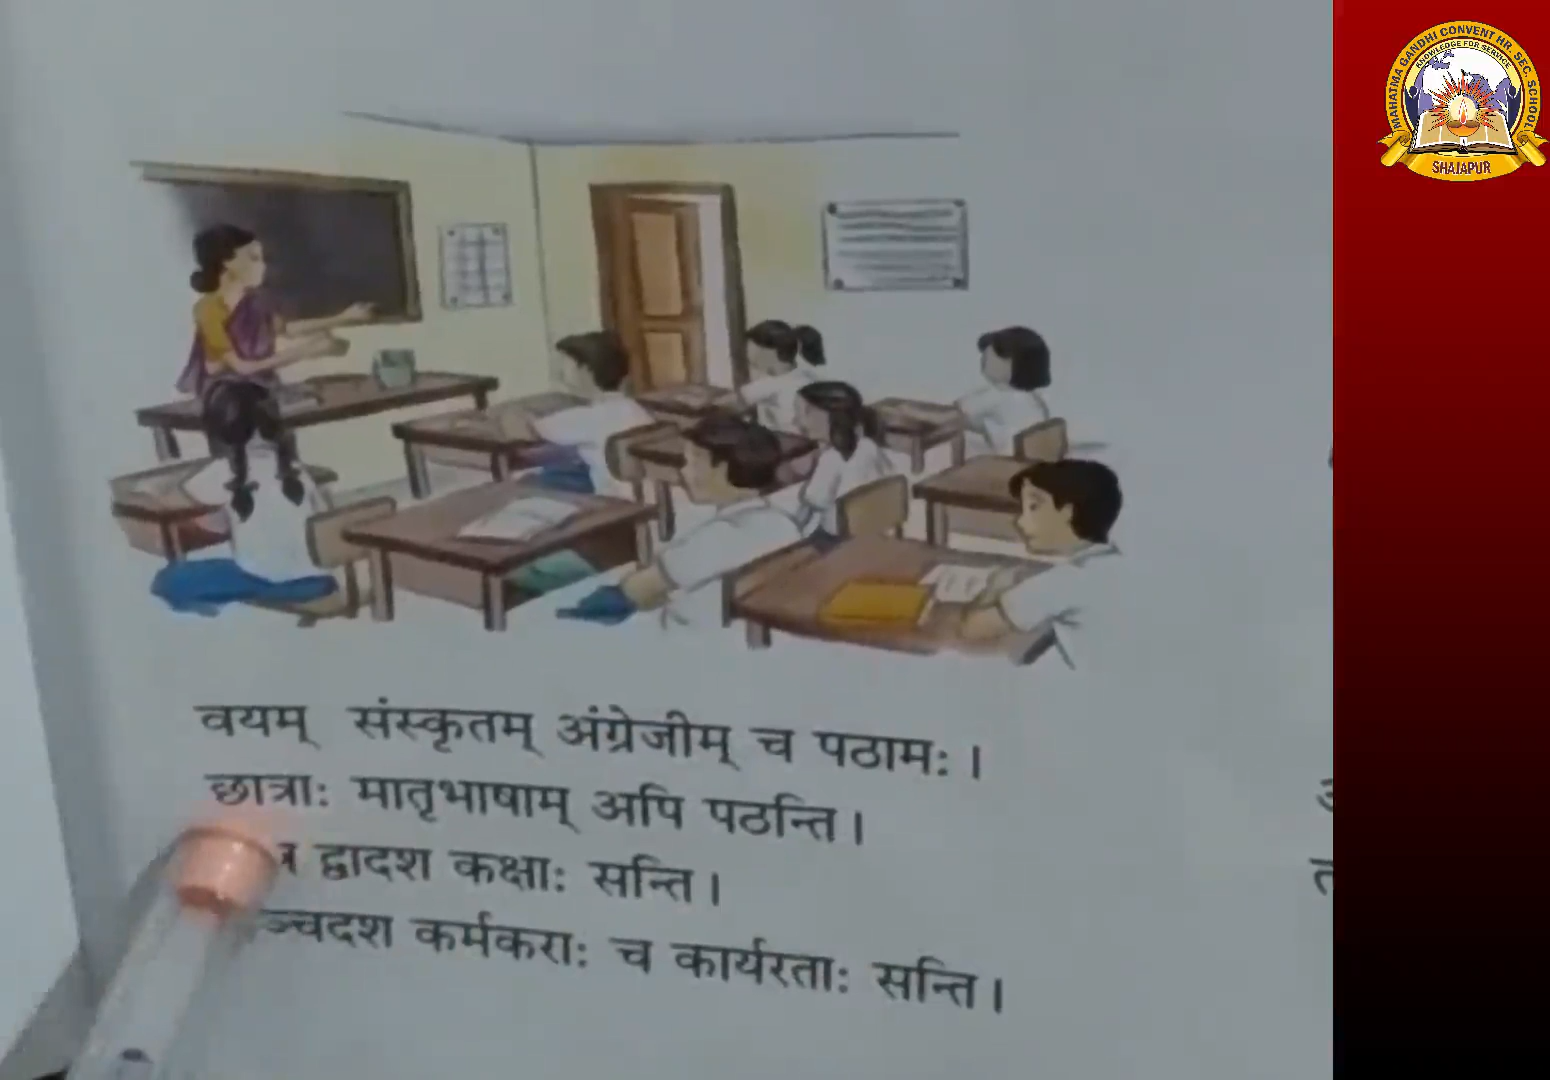 MAHATMA GANDHI CONVENT HR. SEC. SCHOOL
KNOWLEDGE FOR SERVICE
SHAJAPUR
वयम् संस्कृतम् अंग्रेजीम् च पठामः ।
छात्राः मातृभाषाम् अपि पठन्ति ।
द्वादश कक्षाः सन्ति ।
कर्मकराः च कार्यरताः सन्ति ।